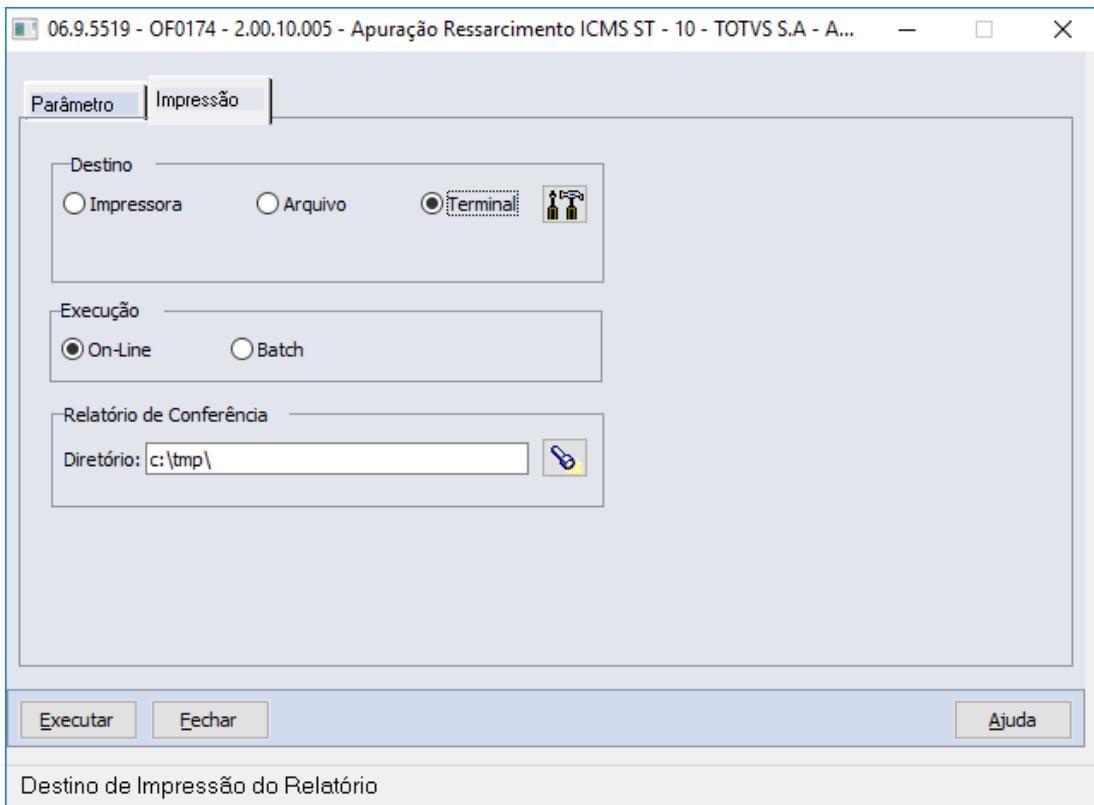 06.9.5519 - OF0174 - 2.00.10.005 - Apuração Ressarcimento ICMS ST - 10 - TOTVS S.A - A...
Parâmetro Impressão
Destino
Impressora Arquivo Terminal
Execução
On-Line Batch
Relatório de Conferência
Diretório: c:\tmp\
Executar Fechar Ajuda
Destino de Impressão do Relatório